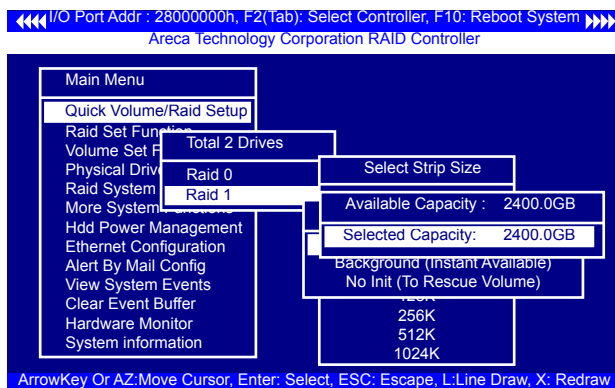 I/O Port Addr : 28000000h, F2(Tab): Select Controller, F10: Reboot System
Areca Technology Corporation RAID Controller
Main Menu
Quick Volume/Raid Setup
Raid Set Function
Volume Set F
Physical Driv
Raid System
More System Functions
Hdd Power Management
Ethernet Configuration
Alert By Mail Config
View System Events
Clear Event Buffer
Hardware Monitor
System information
Total 2 Drives
Raid 0
Raid 1
Select Strip Size
Available Capacity : 2400.0GB
Selected Capacity: 2400.0GB
Background (Instant Available)
No Init (To Rescue Volume)
128K
256K
512K
1024K
ArrowKey Or AZ:Move Cursor, Enter: Select, ESC: Escape, L:Line Draw, X: Redraw